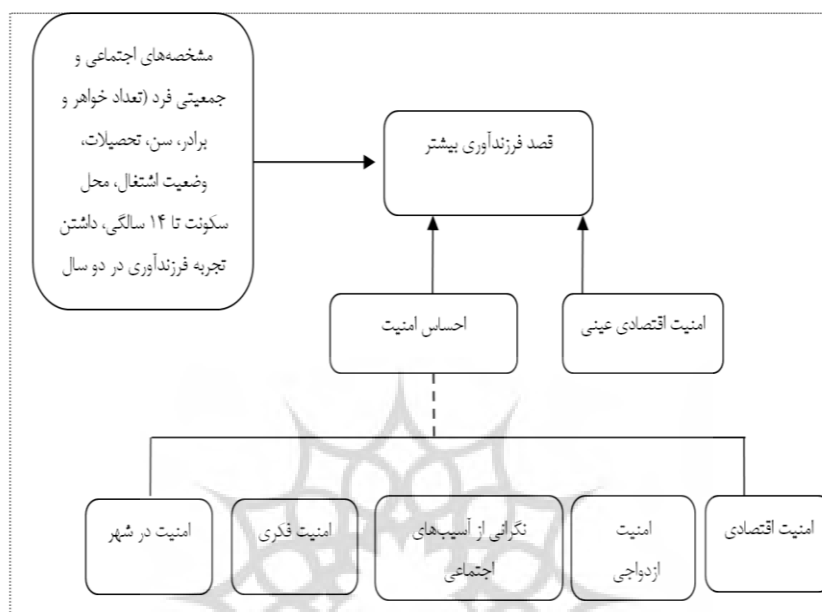 مشخصه‌های اجتماعی و
جمعیتی فرد (تعداد خواهر و
برادر، سن، تحصیلات،
وضعیت اشتغال، محل
سکونت تا ۱۴ سالگی، داشتن
تجربه فرزندآوری در دو سال
قصد فرزندآوری بیشتر
امنیت اقتصادی عینی
احساس امنیت
امنیت اقتصادی
امنیت
ازدواجی
نگرانی از آسیب‌های
اجتماعی
امنیت فکری
امنیت در شهر